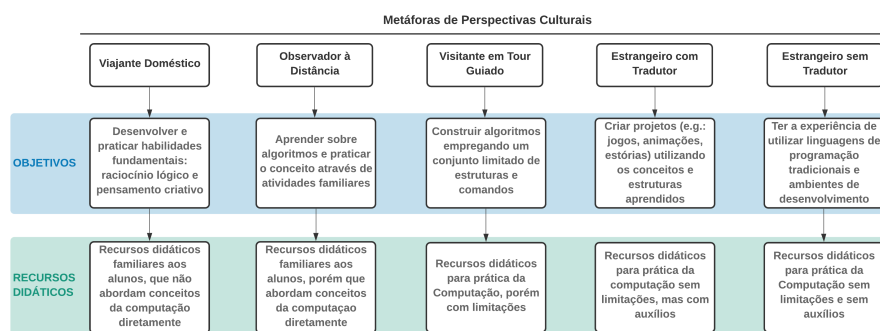 Metáforas de Perspectivas Culturais
Viajante Doméstico
Observador à
Distância
Visitante em Tour
Guiado
Estrangeiro com
Tradutor
Estrangeiro sem
Tradutor
OBJETIVOS
Desenvolver e
praticar habilidades
fundamentais:
raciocínio lógico e
pensamento criativo
Aprender sobre
algoritmos e praticar
o conceito através de
atividades familiares
Construir algoritmos
empregando um
conjunto limitado de
estruturas e
comandos
Criar projetos (e.g.:
jogos, animações,
estórias) utilizando
os conceitos e
estruturas
aprendidos
Ter a experiência de
utilizar linguagens de
programação
tradicionais e
ambientes de
desenvolvimento
RECURSOS
DIDÁTICOS
Recursos didáticos
familiares aos
alunos, que não
abordam conceitos
da computação
diretamente
Recursos didáticos
familiares aos
alunos, porém que
abordam conceitos
da computaçao
diretamente
Recursos didáticos
para prática da
Computação, porém
com limitações
Recursos didáticos
para prática da
computação sem
limitações, mas com
auxílios
Recursos didáticos
para prática da
Computação sem
limitações e sem
auxílios